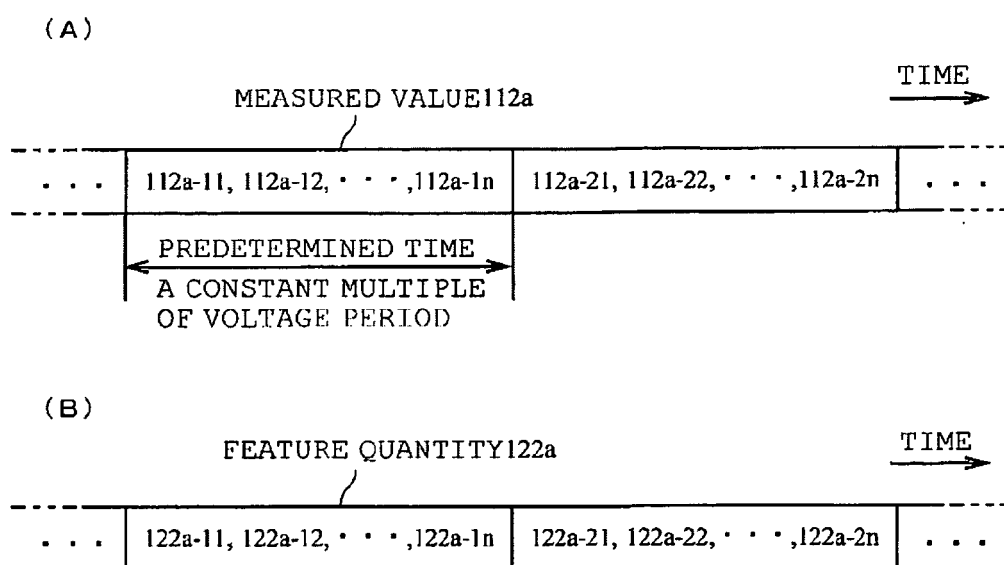 (A)
TIME
MEASURED VALUE112a
. . . 112a-11, 112a-12, · · · ,112a-1n 112a-21, 112a-22, · · · ,112a-2n . . .
PREDETERMINED TIME
A CONSTANT MULTIPLE
OF VOLTAGE PERIOD
(B)
TIME
FEATURE QUANTITY122a
. . . 122a-11, 122a-12, · · · ,122a-1n 122a-21, 122a-22, · · · ,122a-2n . . .